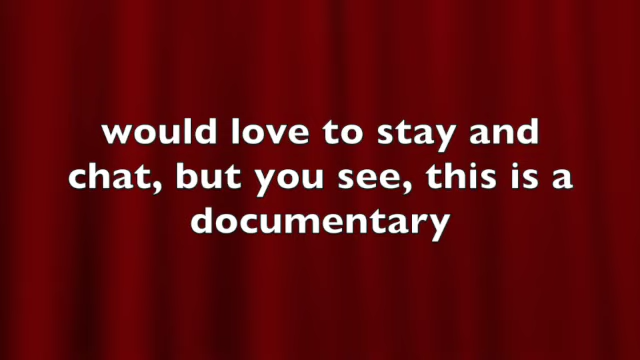 would love to stay and
chat, but you see, this is a
documentary